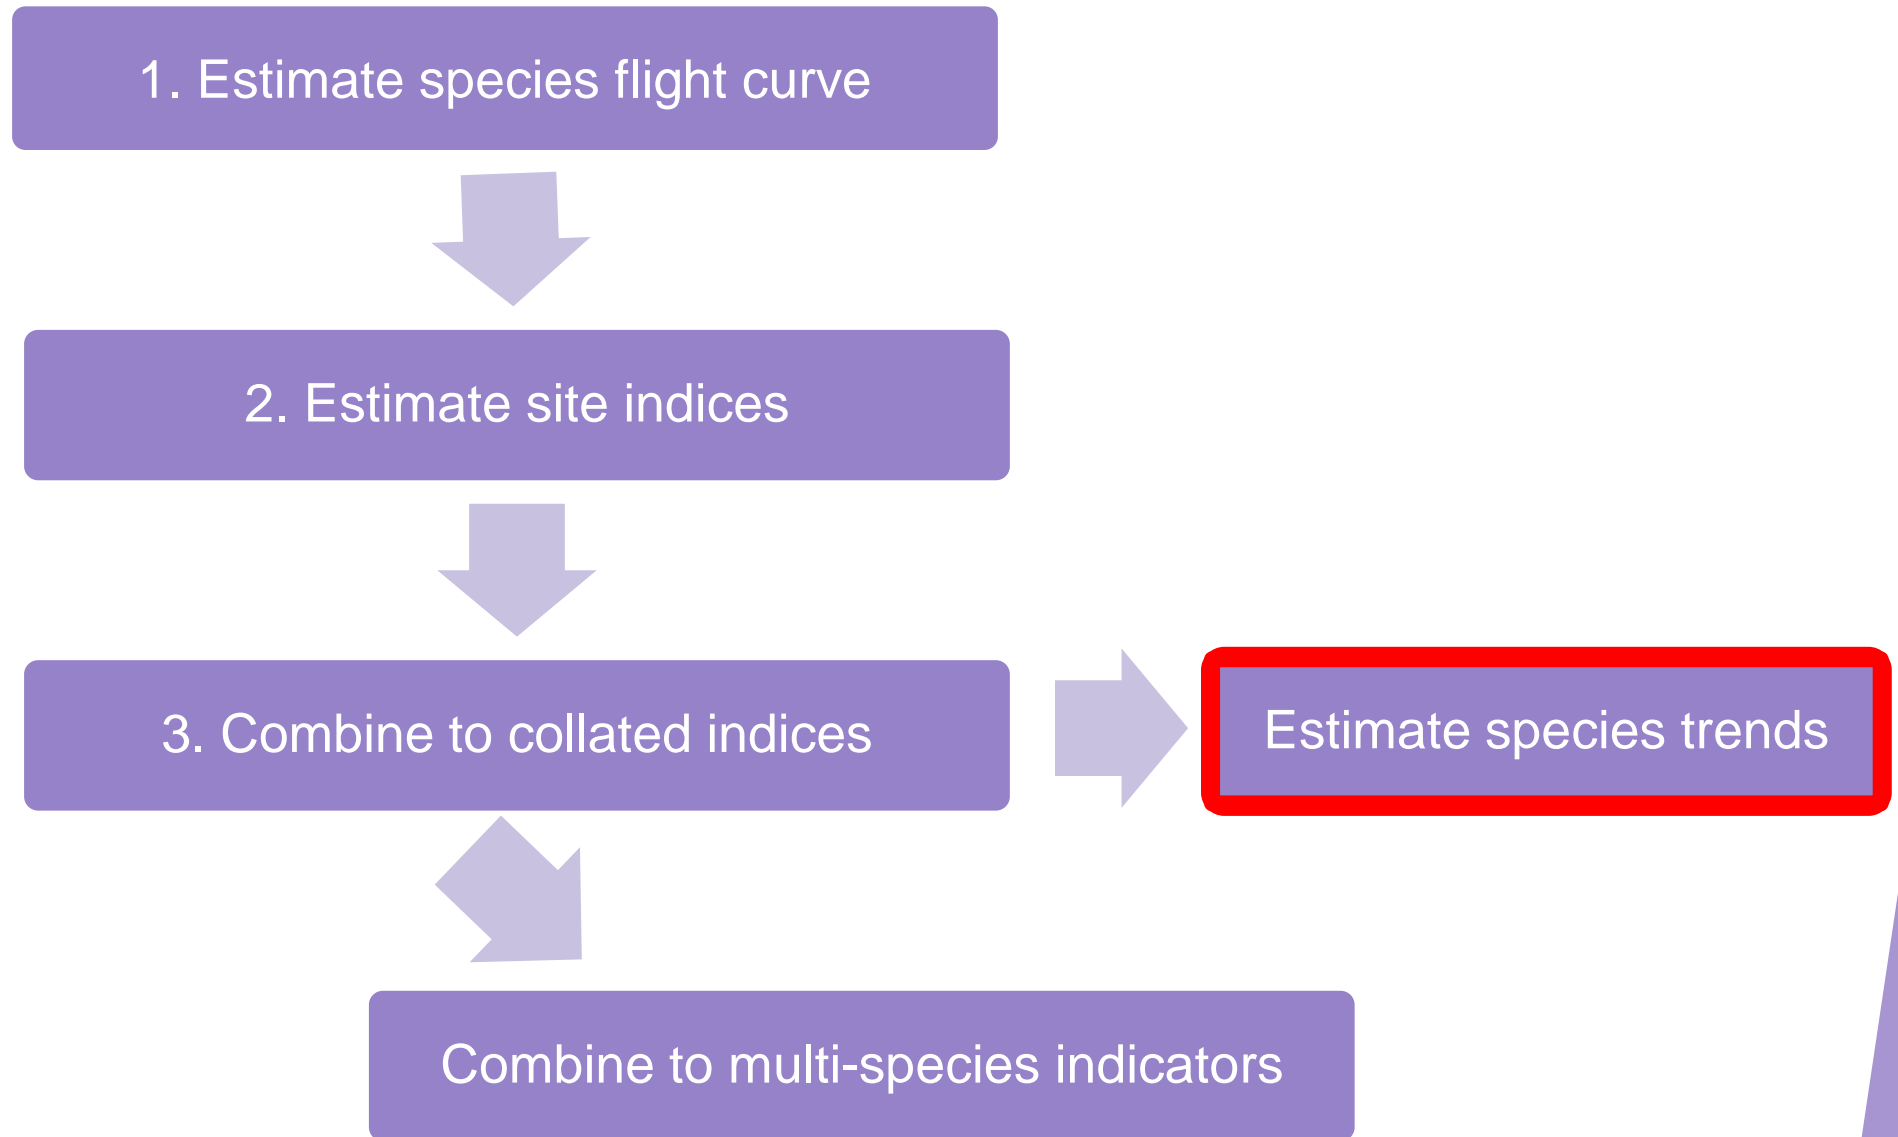 1. Estimate species flight curve
2. Estimate site indices
3. Combine to collated indices
Estimate species trends
Combine to multi-species indicators